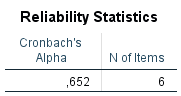 Reliability Statistics
Cronbach's
Alpha N of Items
,652 6